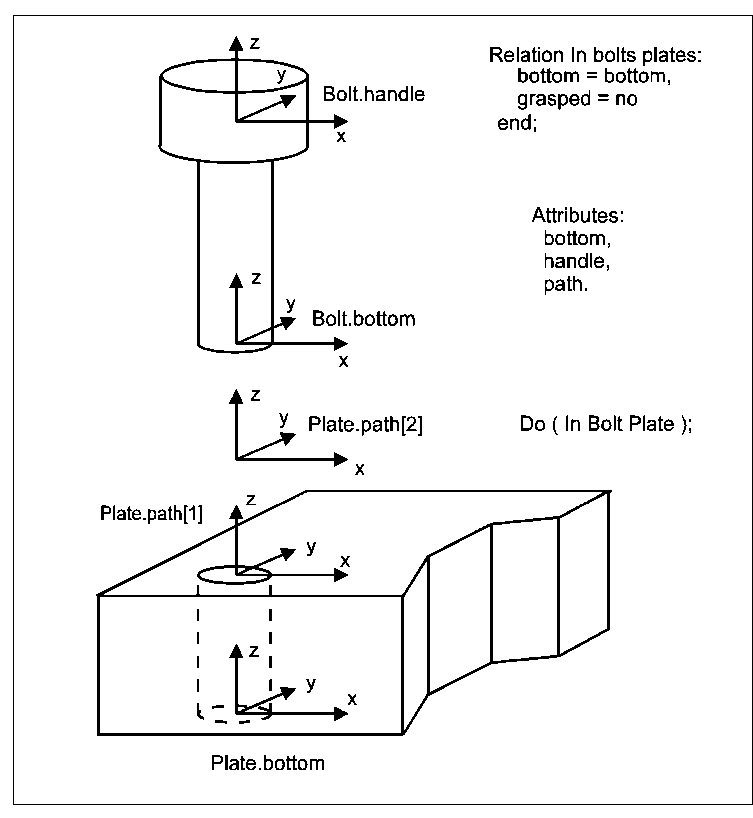 z
y
Bolt.handle
x
Relation In bolts plates:
bottom = bottom,
grasped = no
end;
Attributes:
bottom,
handle,
path.
z
y
Bolt.bottom
x
z
y
Plate.path[2]
x
Do ( In Bolt Plate );
Plate.path[1]
z
y
x
z
y
x
Plate.bottom